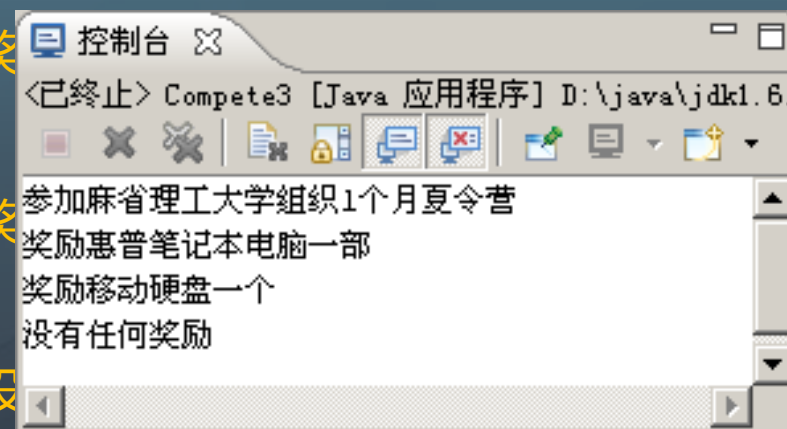 控制台
<已终止> Compete3 [Java 应用程序] D:\java\jdk1.6.
参加麻省理工大学组织1个月夏令营
奖励惠普笔记本电脑一部
奖励移动硬盘一个
没有任何奖励